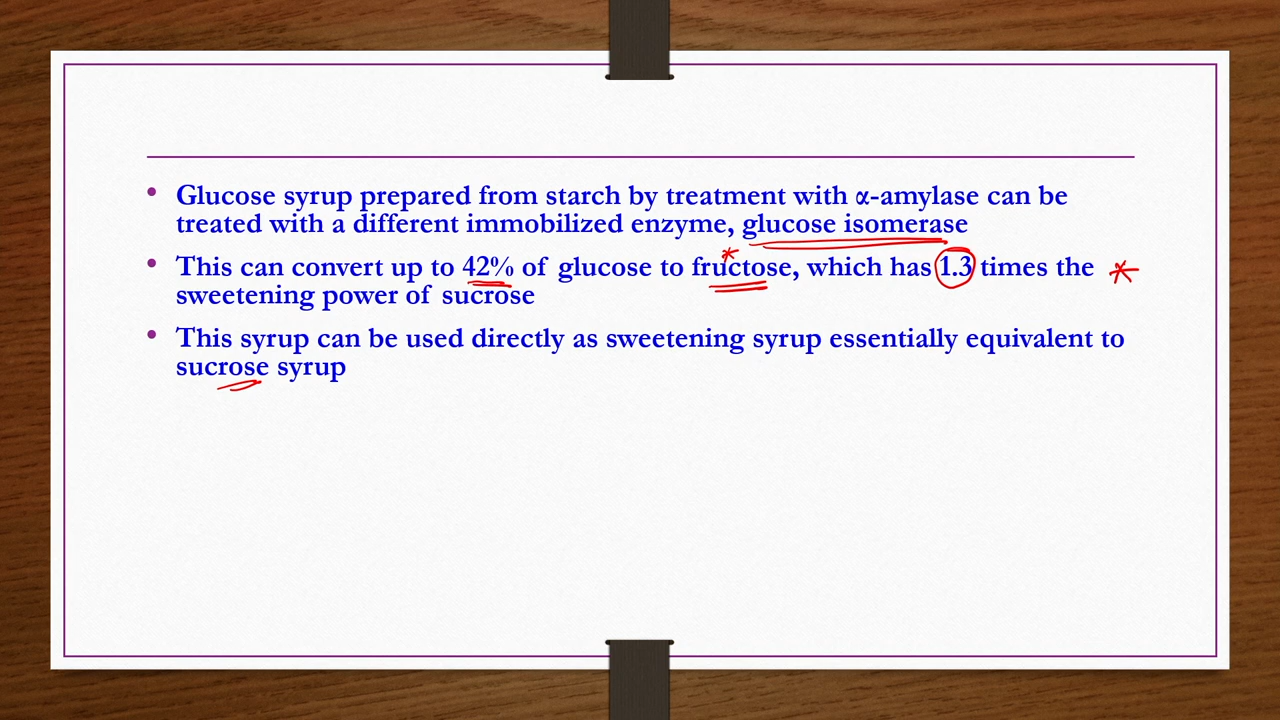 • Glucose syrup prepared from starch by treatment with α-amylase can be
treated with a different immobilized enzyme, glucose isomerase
• This can convert up to 42% of glucose to fructose, which has 1.3 times the
sweetening power of sucrose
• This syrup can be used directly as sweetening syrup essentially equivalent to
sucrose syrup